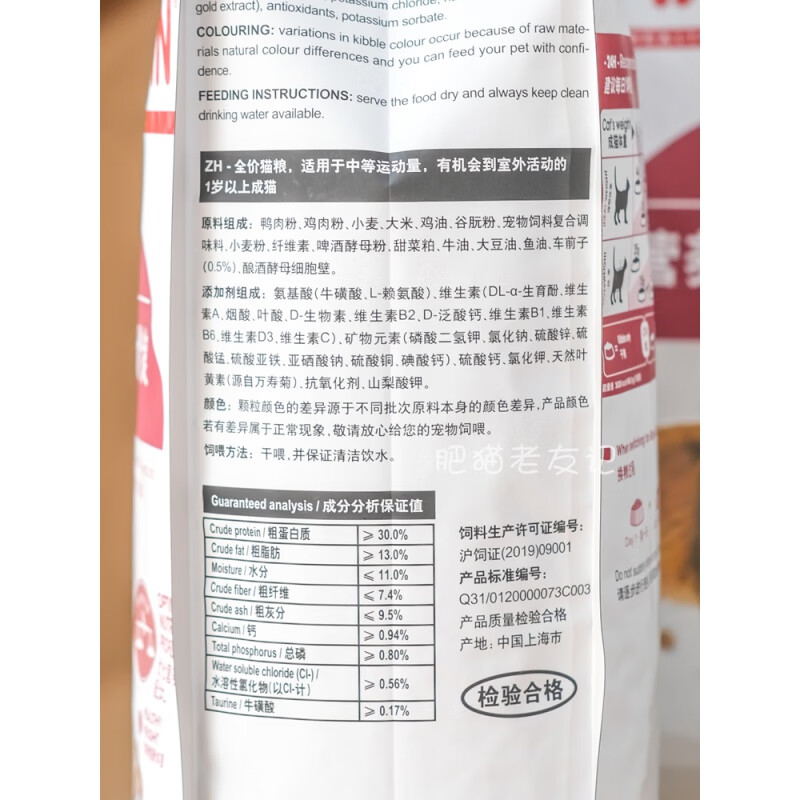 gold extract), antioxidants, potassium sorbate.
COLOURING: variations in kibble colour occur because of raw mate-
rials natural colour differences and you can feed your pet with confi-
dence.
FEEDING INSTRUCTIONS: serve the food dry and always keep clean
drinking water available.
ZH - 全价猫粮，适用于中等运动量，有机会到室外活动的
1岁以上成猫
原料组成：鸭肉粉、鸡肉粉、小麦、大米、鸡油、谷朊粉、宠物饲料复合调
味料、小麦粉、纤维素、啤酒酵母粉、甜菜粕、牛油、大豆油、鱼油、车前子
(0.5%)、酿酒酵母细胞壁。
添加剂组成：氨基酸(牛磺酸、L-赖氨酸)、维生素(DL-α-生育酚、维生
素A、烟酸、叶酸、D-生物素、维生素B2、D-泛酸钙、维生素B1、维生素
B6、维生素D3、维生素C)、矿物元素(磷酸二氢钾、氯化钠、硫酸锌、硫
酸锰、硫酸亚铁、亚硒酸钠、硫酸铜、碘酸钙)、硫酸钙、氯化钾、天然叶
黄素(源自万寿菊)、抗氧化剂、山梨酸钾。
颜色：颗粒颜色的差异源于不同批次原料本身的颜色差异，产品颜色
若有差异属于正常现象，敬请放心给您的宠物饲喂。
饲喂方法：干喂，并保证清洁饮水。
肥猫老友记
Guaranteed analysis / 成分分析保证值
Crude protein / 粗蛋白质 ≥ 30.0%
Crude fat / 粗脂肪 ≥ 13.0%
Moisture / 水分 ≤ 11.0%
Crude fiber / 粗纤维 ≤ 7.4%
Crude ash / 粗灰分 ≤ 9.5%
Calcium / 钙 ≥ 0.94%
Total phosphorus / 总磷 ≥ 0.80%
Water soluble chloride (Cl-) /
水溶性氯化物(以Cl-计) ≥ 0.56%
Taurine / 牛磺酸 ≥ 0.17%
饲料生产许可证编号：
沪饲证(2019)09001
产品标准编号：
Q31/0120000073C003
产品质量检验合格
产地：中国上海市
检验合格
Cat's weight
成猫体重